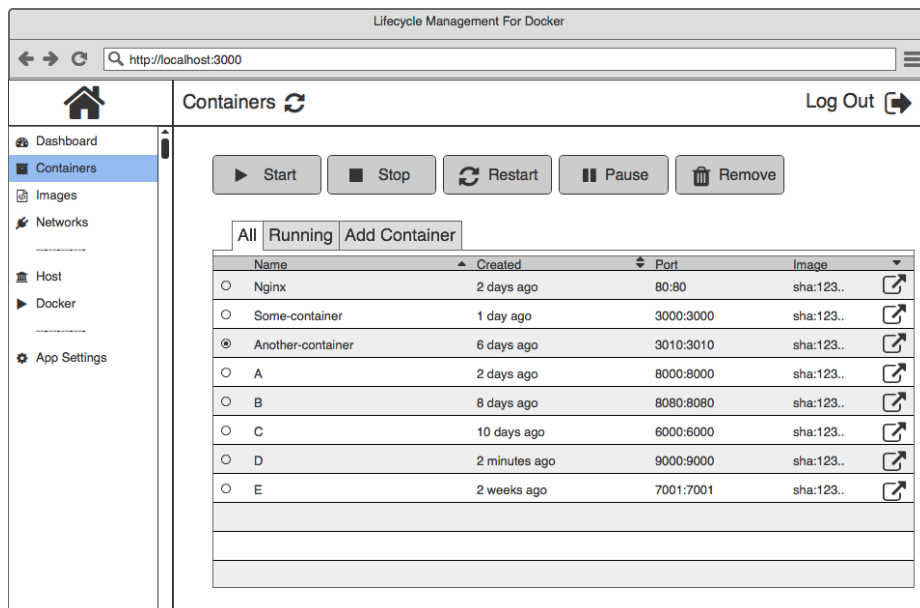 Lifecycle Management For Docker
http://localhost:3000
Containers
Log Out
Dashboard
Containers
Images
Networks
-------------
Host
Docker
-------------
App Settings
Start Stop Restart Pause Remove
All Running Add Container
Name Created Port Image
Nginx 2 days ago 80:80 sha:123..
Some-container 1 day ago 3000:3000 sha:123..
Another-container 6 days ago 3010:3010 sha:123..
A 2 days ago 8000:8000 sha:123..
B 8 days ago 8080:8080 sha:123..
C 10 days ago 6000:6000 sha:123..
D 2 minutes ago 9000:9000 sha:123..
E 2 weeks ago 7001:7001 sha:123..